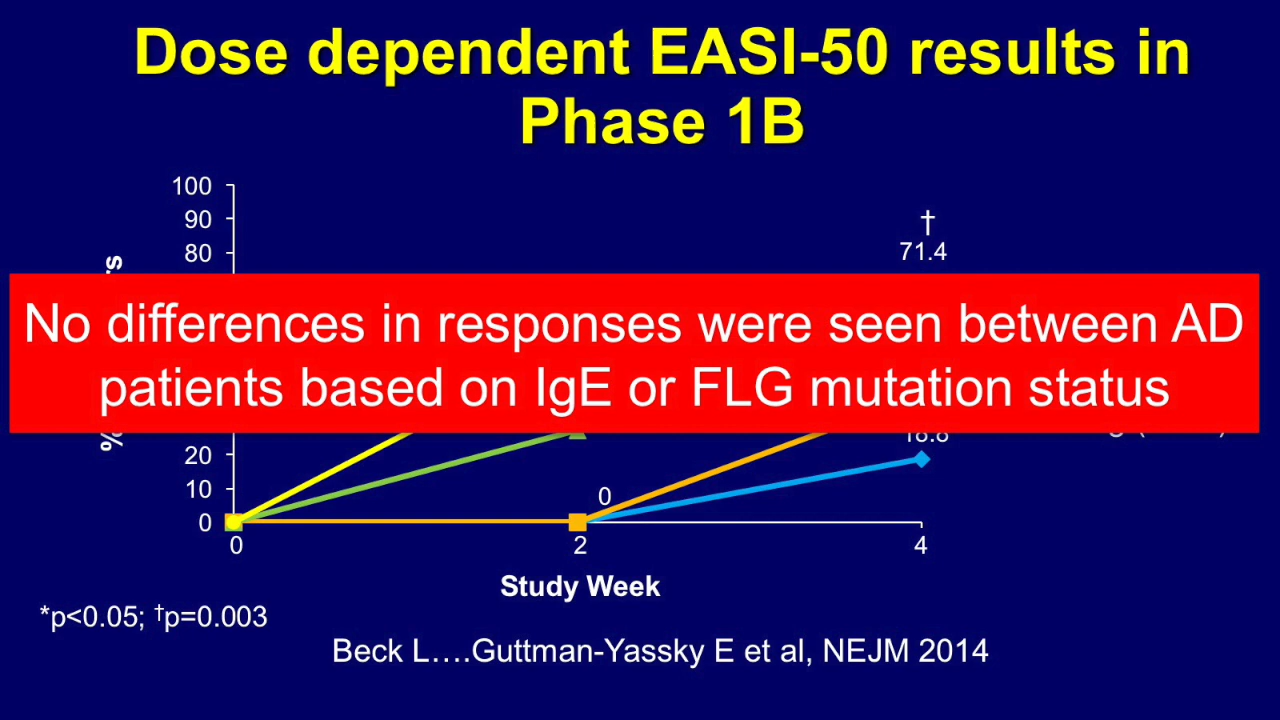 Dose dependent EASI-50 results in
Phase 1B
100
90
80
†
71.4
No differences in responses were seen between AD
patients based on IgE or FLG mutation status
%
18.8
20
10
0
0
0
2
4
Study Week
*p<0.05; †p=0.003
Beck L….Guttman-Yassky E et al, NEJM 2014